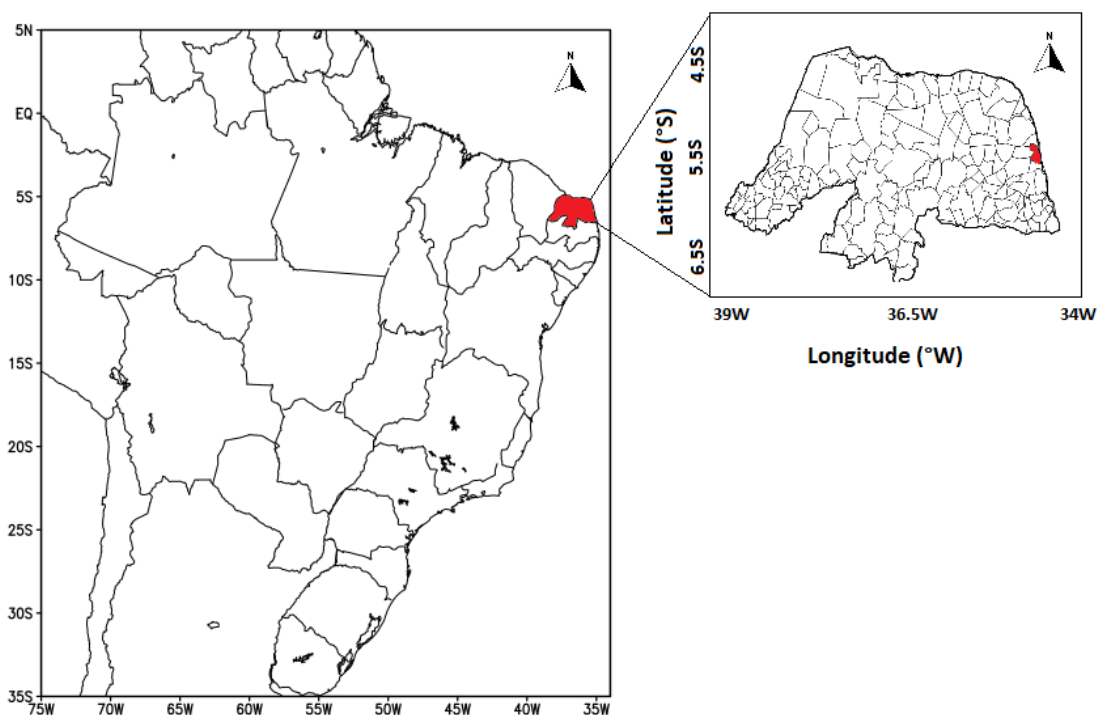 5N
EQ
5S
10S
15S
20S
25S
30S
35S
75W 70W 65W 60W 55W 50W 45W 40W 35W
N
N
Latitude (°S)
4.5S
5.5S
6.5S
39W 36.5W 34W
Longitude (°W)